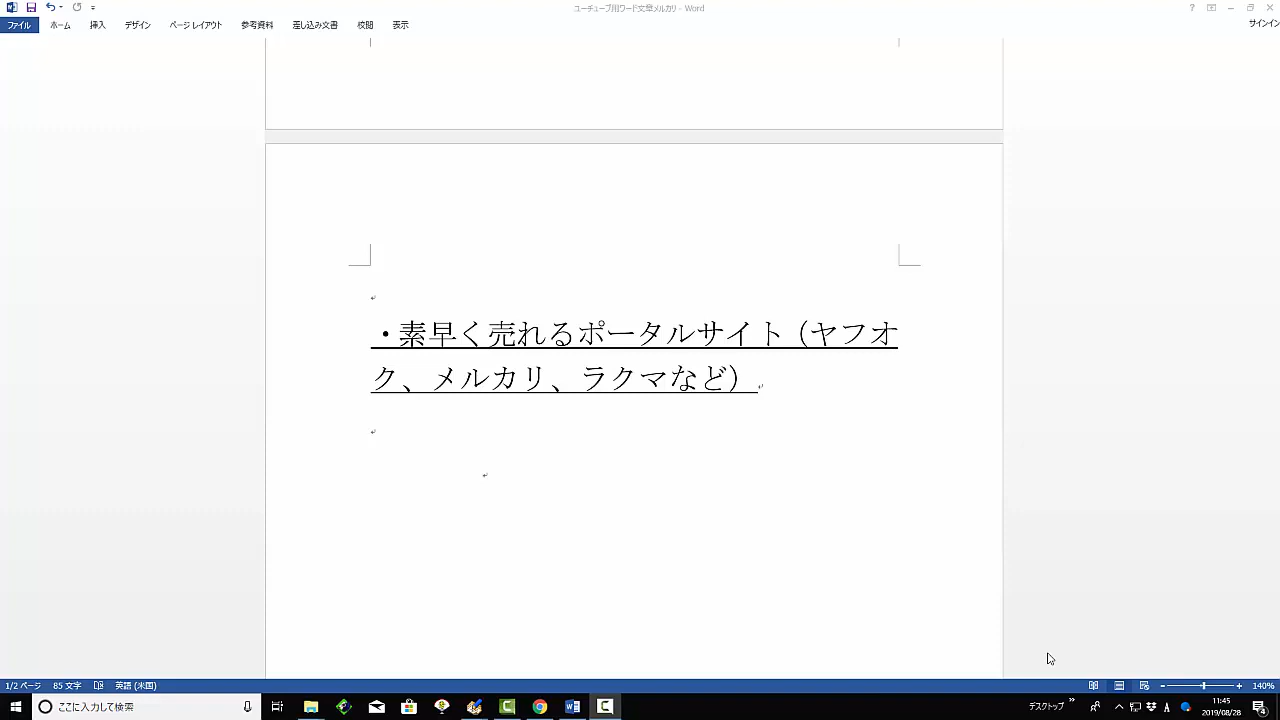 ユーチューブ用ワード文章メルカリ - Word
サインイン
ファイル ホーム 挿入 デザイン ページ レイアウト 参考資料 差し込み文書 校閲 表示
・素早く売れるポータルサイト（ヤフオ
ク、メルカリ、ラクマなど）
1/2 ページ 85 文字 英語 (米国) 140%
ここに入力して検索
デスクトップ
A
11:45
2019/08/28